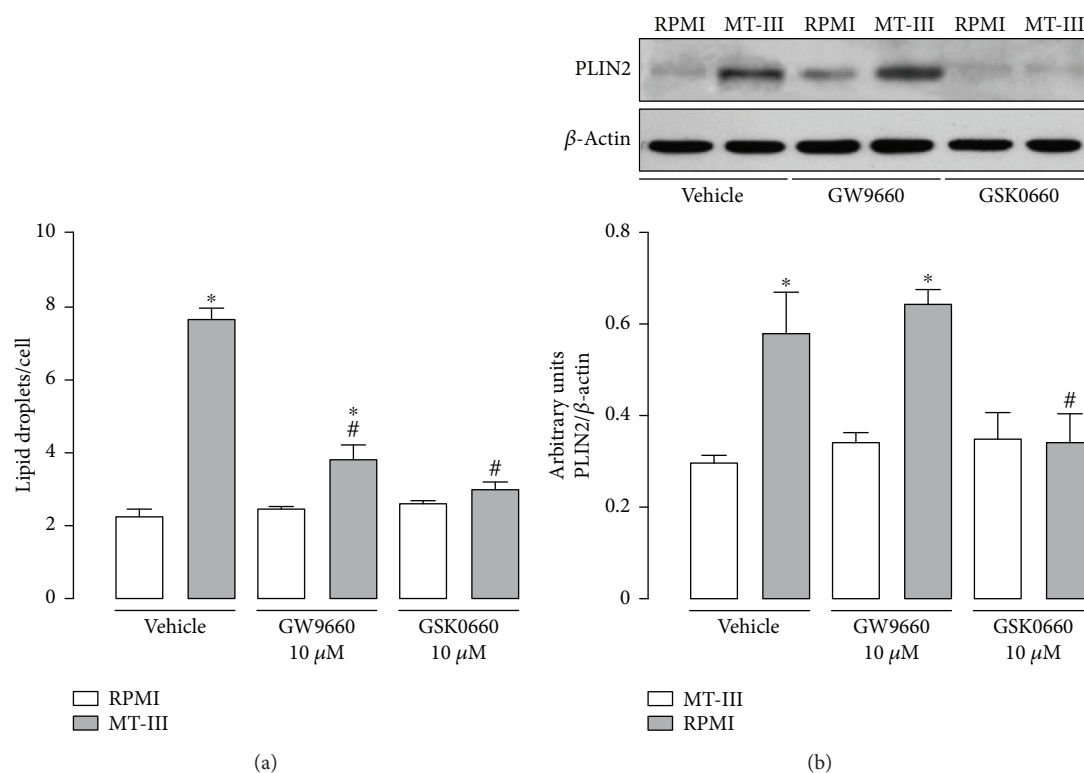 RPMI MT-III RPMI MT-III RPMI MT-III
PLIN2
β-Actin
Vehicle GW9660 GSK0660
10
8
6
4
2
0
Lipid droplets/cell
*
*
#
#
Vehicle GW9660 GSK0660
10 μM 10 μM
RPMI
MT-III
(a)
0.8
0.6
0.4
0.2
0
Arbitrary units
PLIN2/β-actin
*
*
#
Vehicle GW9660 GSK0660
10 μM 10 μM
MT-III
RPMI
(b)